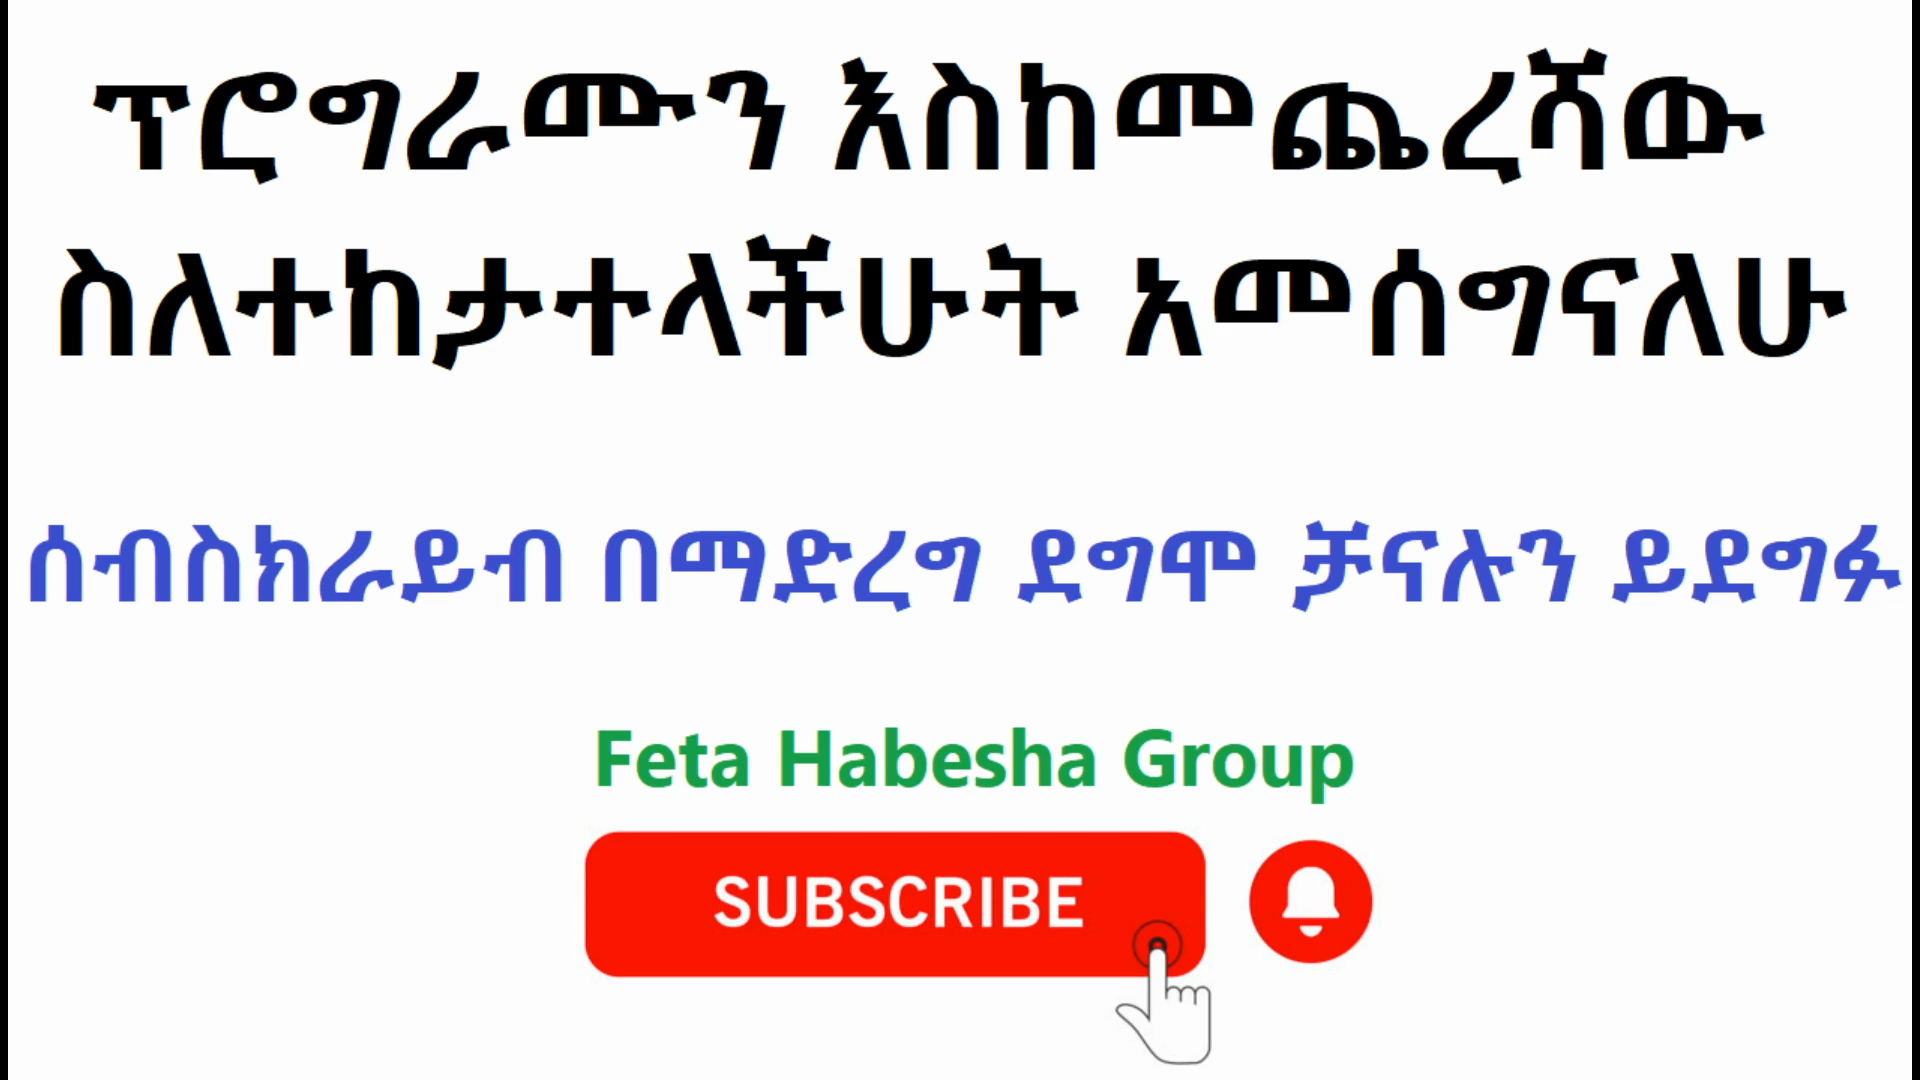 ፕሮግራሙን እስከመጨረሻው
ስለተከታተላችሁት አመሰግናለሁ
ሰብስክራይብ በማድረግ ደግሞ ቻናሉን ይደግፉ
Feta Habesha Group
SUBSCRIBE